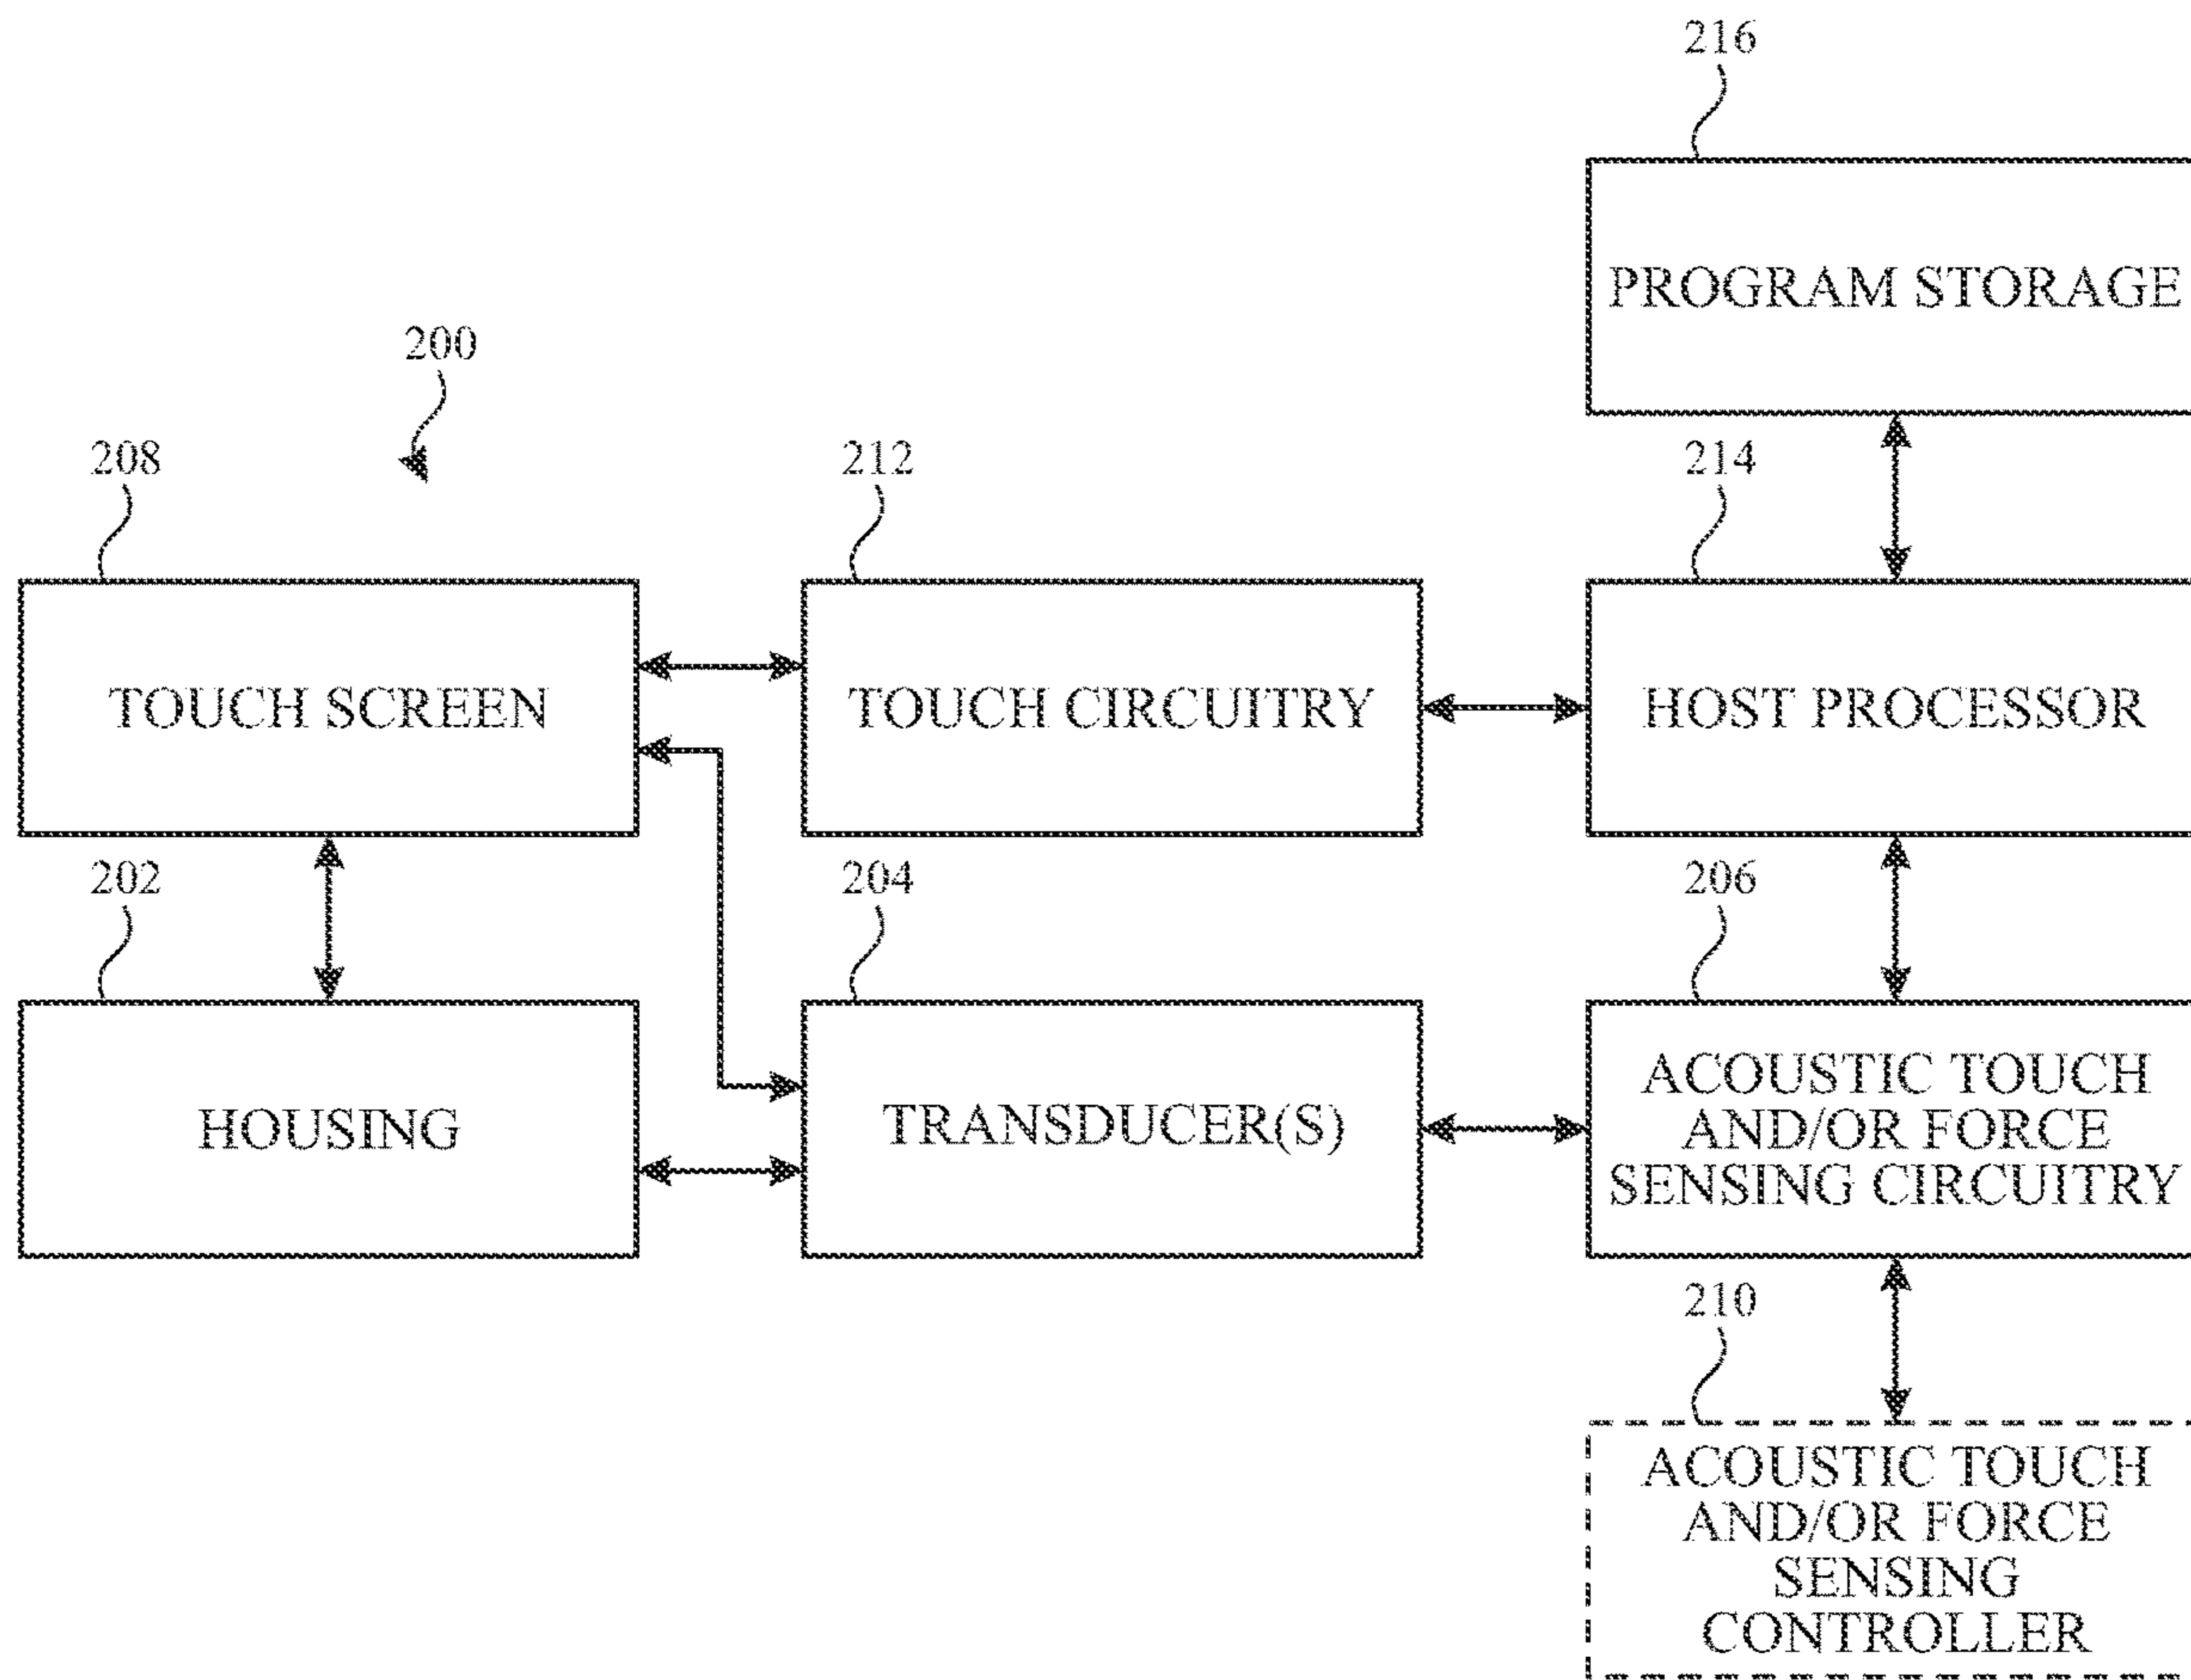 216
PROGRAM STORAGE
200
208
212
214
TOUCH SCREEN
TOUCH CIRCUITRY
HOST PROCESSOR
202
204
206
HOUSING
TRANSDUCER(S)
ACOUSTIC TOUCH
AND/OR FORCE
SENSING CIRCUITRY
210
ACOUSTIC TOUCH
AND/OR FORCE
SENSING
CONTROLLER